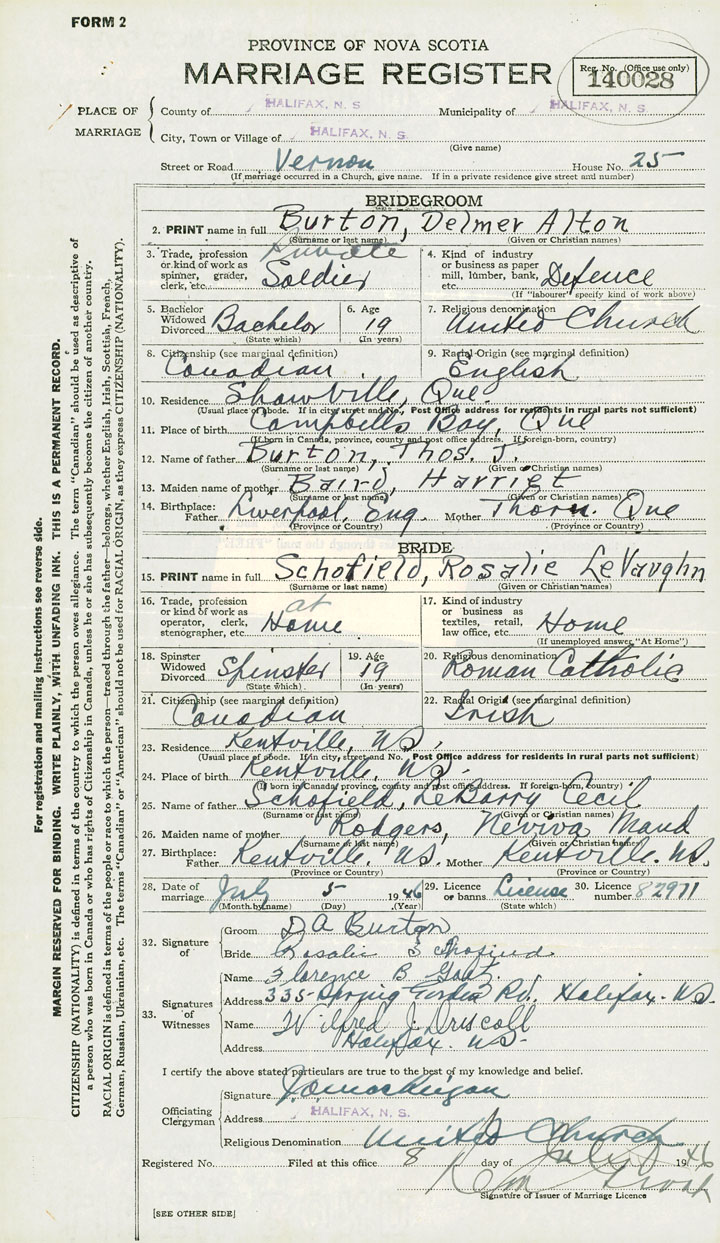 FORM 2
PROVINCE OF NOVA SCOTIA
MARRIAGE REGISTER
Reg. No. (Office use only)
140028
PLACE OF MARRIAGE
County of HALIFAX, N. S. Municipality of HALIFAX, N. S.
City, Town or Village of HALIFAX, N. S.
(Give name)
Street or Road Vernon House No. 25
(If marriage occurred in a Church, give name. If in a private residence give street and number)
BRIDEGROOM
2. PRINT name in full Burton, Delmer Alton
(Surname or last name) (Given or Christian names)
3. Trade, profession or kind of work as spinner, grader, clerk, etc. Private Soldier
4. Kind of industry or business as paper mill, lumber, bank, etc. Defence
(If "labourer" specify kind of work above)
5. Bachelor Widowed Divorced Bachelor (State which)
6. Age 19 (In years)
7. Religious denomination United Church
8. Citizenship (see marginal definition) Canadian
9. Racial Origin (see marginal definition) English
10. Residence Shawville, Que.
(Usual place of abode. If in city, street and No. Post Office address for residents in rural parts not sufficient)
11. Place of birth Campbells Bay, Que
(If born in Canada, province, county and post office address. If foreign-born, country)
12. Name of father Burton, Thos. J.
(Surname or last name) (Given or Christian names)
13. Maiden name of mother Baird, Harriet
(Surname or last name) (Given or Christian names)
14. Birthplace: Father Liverpool, Eng. Mother Thorn. Que
(Province or Country) (Province or Country)
BRIDE
15. PRINT name in full Schofield, Rosalie LeVaughn
(Surname or last name) (Given or Christian names)
16. Trade, profession or kind of work as operator, clerk, stenographer, etc. at Home
17. Kind of industry or business as textiles, retail, law office, etc. Home
(If unemployed answer "At Home")
18. Spinster Widowed Divorced Spinster (State which)
19. Age 19 (In years)
20. Religious denomination Roman Catholic
21. Citizenship (see marginal definition) Canadian
22. Racial Origin (see marginal definition) Irish
23. Residence Kentville, N.S.
(Usual place of abode. If in city, street and No. Post Office address for residents in rural parts not sufficient)
24. Place of birth Kentville, N.S.
(If born in Canada, province, county and post office address. If foreign-born, country)
25. Name of father Schofield, LeBarry Cecil
(Surname or last name) (Given or Christian names)
26. Maiden name of mother Rodgers, Neviva Maud
(Surname or last name) (Given or Christian names)
27. Birthplace: Father Kentville. N.S. Mother Kentville. N.S.
(Province or Country) (Province or Country)
28. Date of marriage July 5 1946
(Month by name) (Day) (Year)
29. Licence or banns License (State which)
30. Licence number 82971
32. Signature of
Groom D A Burton
Bride Rosalie S Schofield
33. Signatures of Witnesses
Name Florence B
Address 335 Spring Garden Rd. Halifax. N.S.
Name Wilfred J. Driscoll
Address Halifax. N.S.
I certify the above stated particulars are true to the best of my knowledge and belief.
Officiating Clergyman
Signature
Address HALIFAX, N. S.
Religious Denomination United Church
Registered No. Filed at this office 8 day of July 1946
Signature of Issuer of Marriage Licence
[SEE OTHER SIDE]
For registration and mailing instructions see reverse side.
MARGIN RESERVED FOR BINDING. WRITE PLAINLY, WITH UNFADING INK. THIS IS A PERMANENT RECORD.
CITIZENSHIP (NATIONALITY) is defined in terms of the country to which the person owes allegiance. The term "Canadian" should be used as descriptive of
a person who was born in Canada or who has rights of Citizenship in Canada, unless he or she has subsequently become the citizen of another country.
RACIAL ORIGIN is defined in terms of the people or race to which the person—traced through the father—belongs, whether English, Irish, Scottish, French,
German, Russian, Ukrainian, etc. The terms "Canadian" or "American" should not be used for RACIAL ORIGIN, as they express CITIZENSHIP (NATIONALITY).